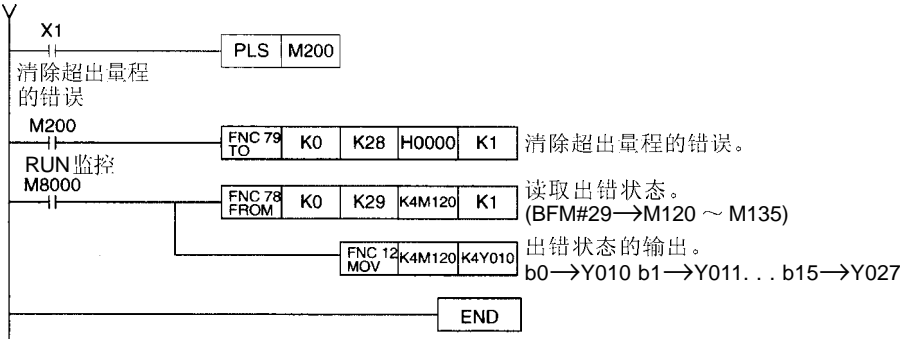 X1
PLS M200
清除超出量程
的错误
M200
FNC 79
TO K0 K28 H0000 K1 清除超出量程的错误。
RUN监控
M8000
FNC 78
FROM K0 K29 K4M120 K1 读取出错状态。
(BFM#29→M120 ~ M135)
FNC 12
MOV K4M120 K4Y010 出错状态的输出。
b0→Y010 b1→Y011. . . b15→Y027
END